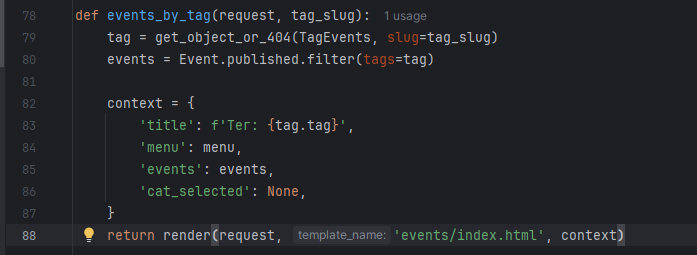 78 def events_by_tag(request, tag_slug): 1 usage
79     tag = get_object_or_404(TagEvents, slug=tag_slug)
80     events = Event.published.filter(tags=tag)
81
82     context = {
83         'title': f'Тег: {tag.tag}',
84         'menu': menu,
85         'events': events,
86         'cat_selected': None,
87     }
88     return render(request, template_name: 'events/index.html', context)